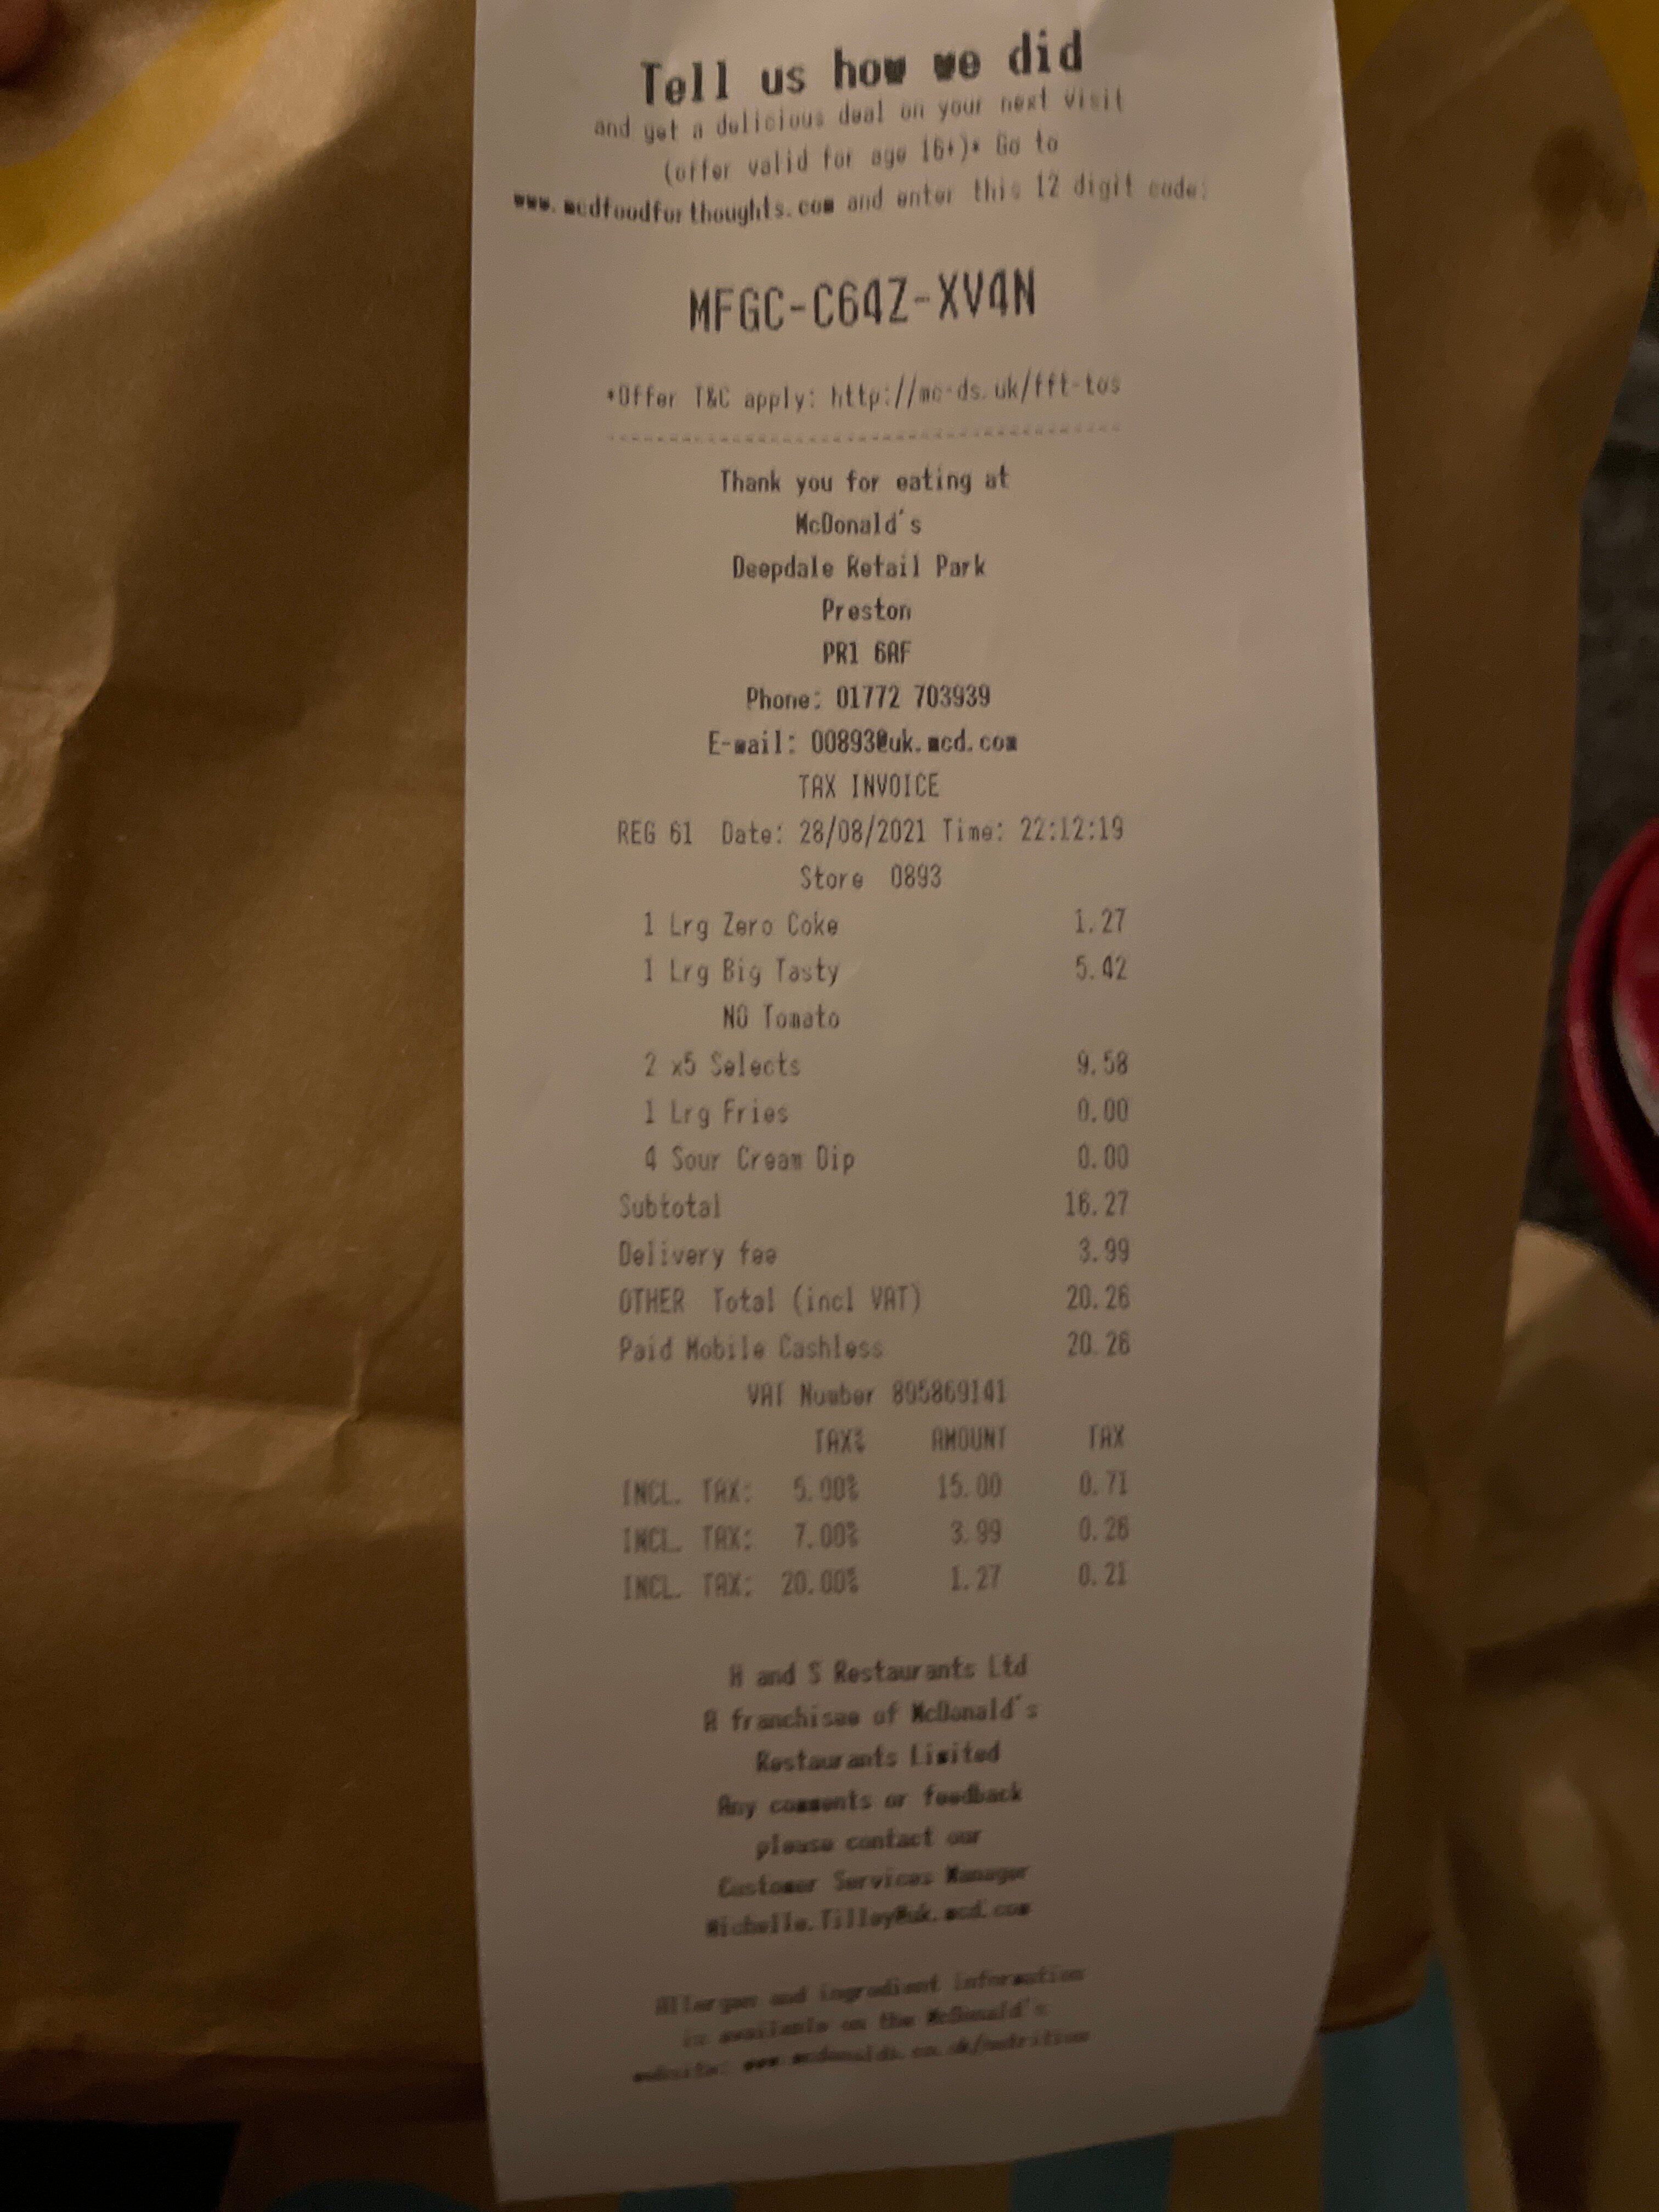 Tell us how we did
and get a delicious deal on your next visit
(offer valid for age 16+)* Go to
www.mcdfoodforthoughts.com and enter this 12 digit code:
MFGC-C64Z-XV4N
*Offer T&C apply: http://mc-ds.uk/fft-tos
Thank you for eating at
McDonald's
Deepdale Retail Park
Preston
PR1 6AF
Phone: 01772 703939
E-mail: 00893@uk.mcd.com
TAX INVOICE
REG 61 Date: 28/08/2021 Time: 22:12:19
Store 0893
1 Lrg Zero Coke 1.27
1 Lrg Big Tasty 5.42
NO Tomato
2 x5 Selects 9.58
1 Lrg Fries 0.00
4 Sour Cream Dip 0.00
Subtotal 16.27
Delivery fee 3.99
OTHER Total (incl VAT) 20.26
Paid Mobile Cashless 20.26
VAT Number 895869141
TAX% AMOUNT TAX
INCL. TAX: 5.00% 15.00 0.71
INCL. TAX: 7.00% 3.99 0.26
INCL. TAX: 20.00% 1.27 0.21
and S Restaurants Ltd
A franchisee of McDonald's
Restaurants Limited
Any comments or feedback
please contact our
Customer Services Manager
Michelle.Tilley@uk.mcd.com
Allergen and ingredient information
is available on the McDonald's
website: www.mcdonalds.co.uk/nutrition